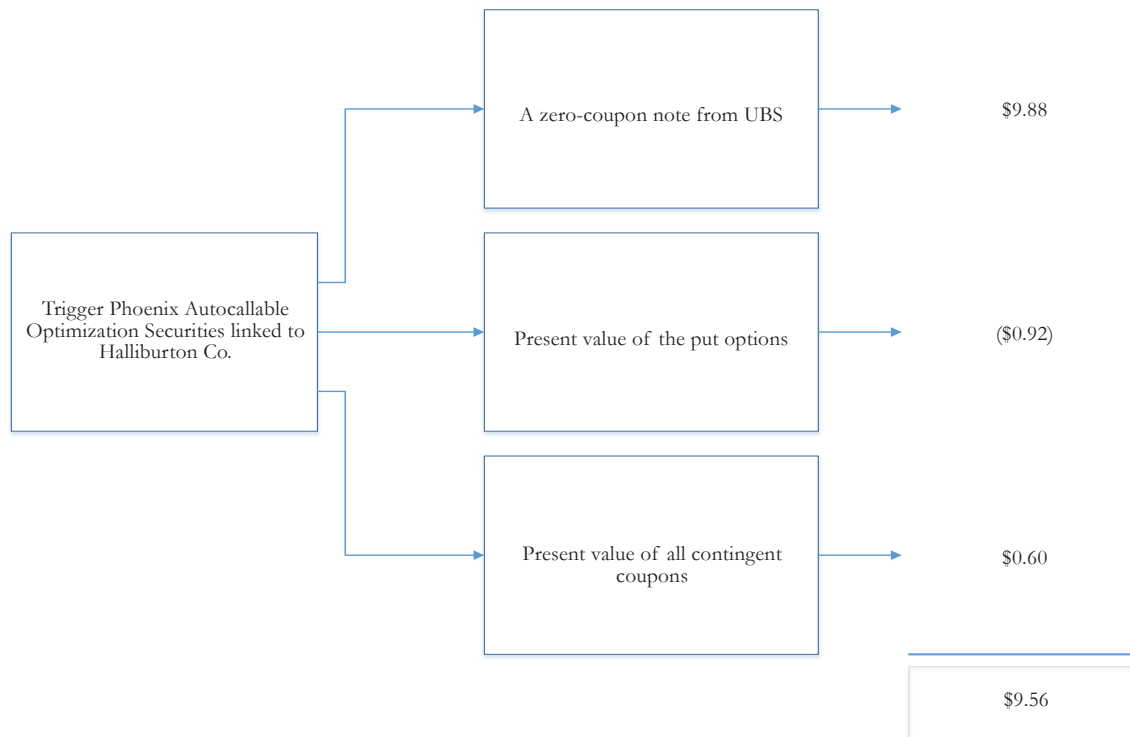 A zero-coupon note from UBS
$9.88
Trigger Phoenix Autocallable
Optimization Securities linked to
Halliburton Co.
Present value of the put options
($0.92)
Present value of all contingent
coupons
$0.60
$9.56